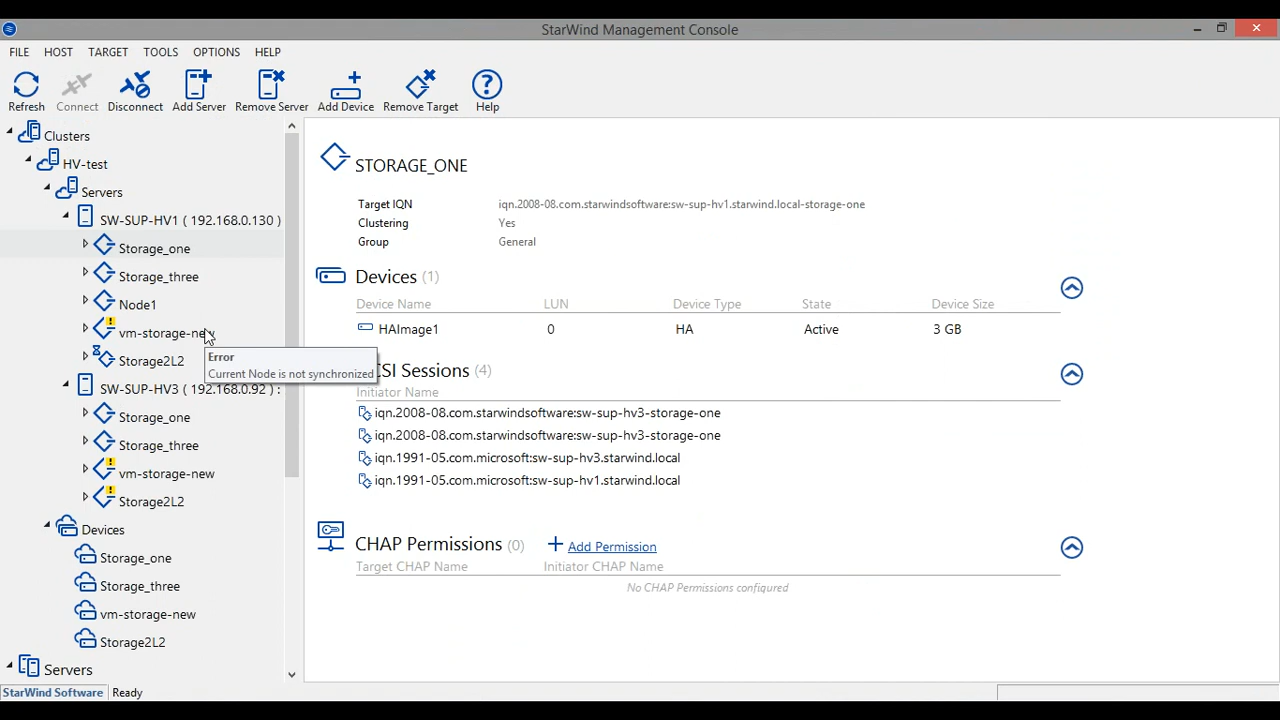 StarWind Management Console
FILE HOST TARGET TOOLS OPTIONS HELP
Refresh Connect Disconnect Add Server Remove Server Add Device Remove Target Help
Clusters
HV-test
Servers
SW-SUP-HV1 ( 192.168.0.130 )
Storage_one
Storage_three
Node1
vm-storage-new
Storage2L2
SW-SUP-HV3 ( 192.168.0.92 ) :
Storage_one
Storage_three
vm-storage-new
Storage2L2
Devices
Storage_one
Storage_three
vm-storage-new
Storage2L2
Servers
Error
Current Node is not synchronized
STORAGE_ONE
Target IQN iqn.2008-08.com.starwindsoftware:sw-sup-hv1.starwind.local-storage-one
Clustering Yes
Group General
Devices (1)
Device Name LUN Device Type State Device Size
HAImage1 0 HA Active 3 GB
CSI Sessions (4)
Initiator Name
iqn.2008-08.com.starwindsoftware:sw-sup-hv3-storage-one
iqn.2008-08.com.starwindsoftware:sw-sup-hv3-storage-one
iqn.1991-05.com.microsoft:sw-sup-hv3.starwind.local
iqn.1991-05.com.microsoft:sw-sup-hv1.starwind.local
CHAP Permissions (0) Add Permission
Target CHAP Name Initiator CHAP Name
No CHAP Permissions configured
StarWind Software Ready